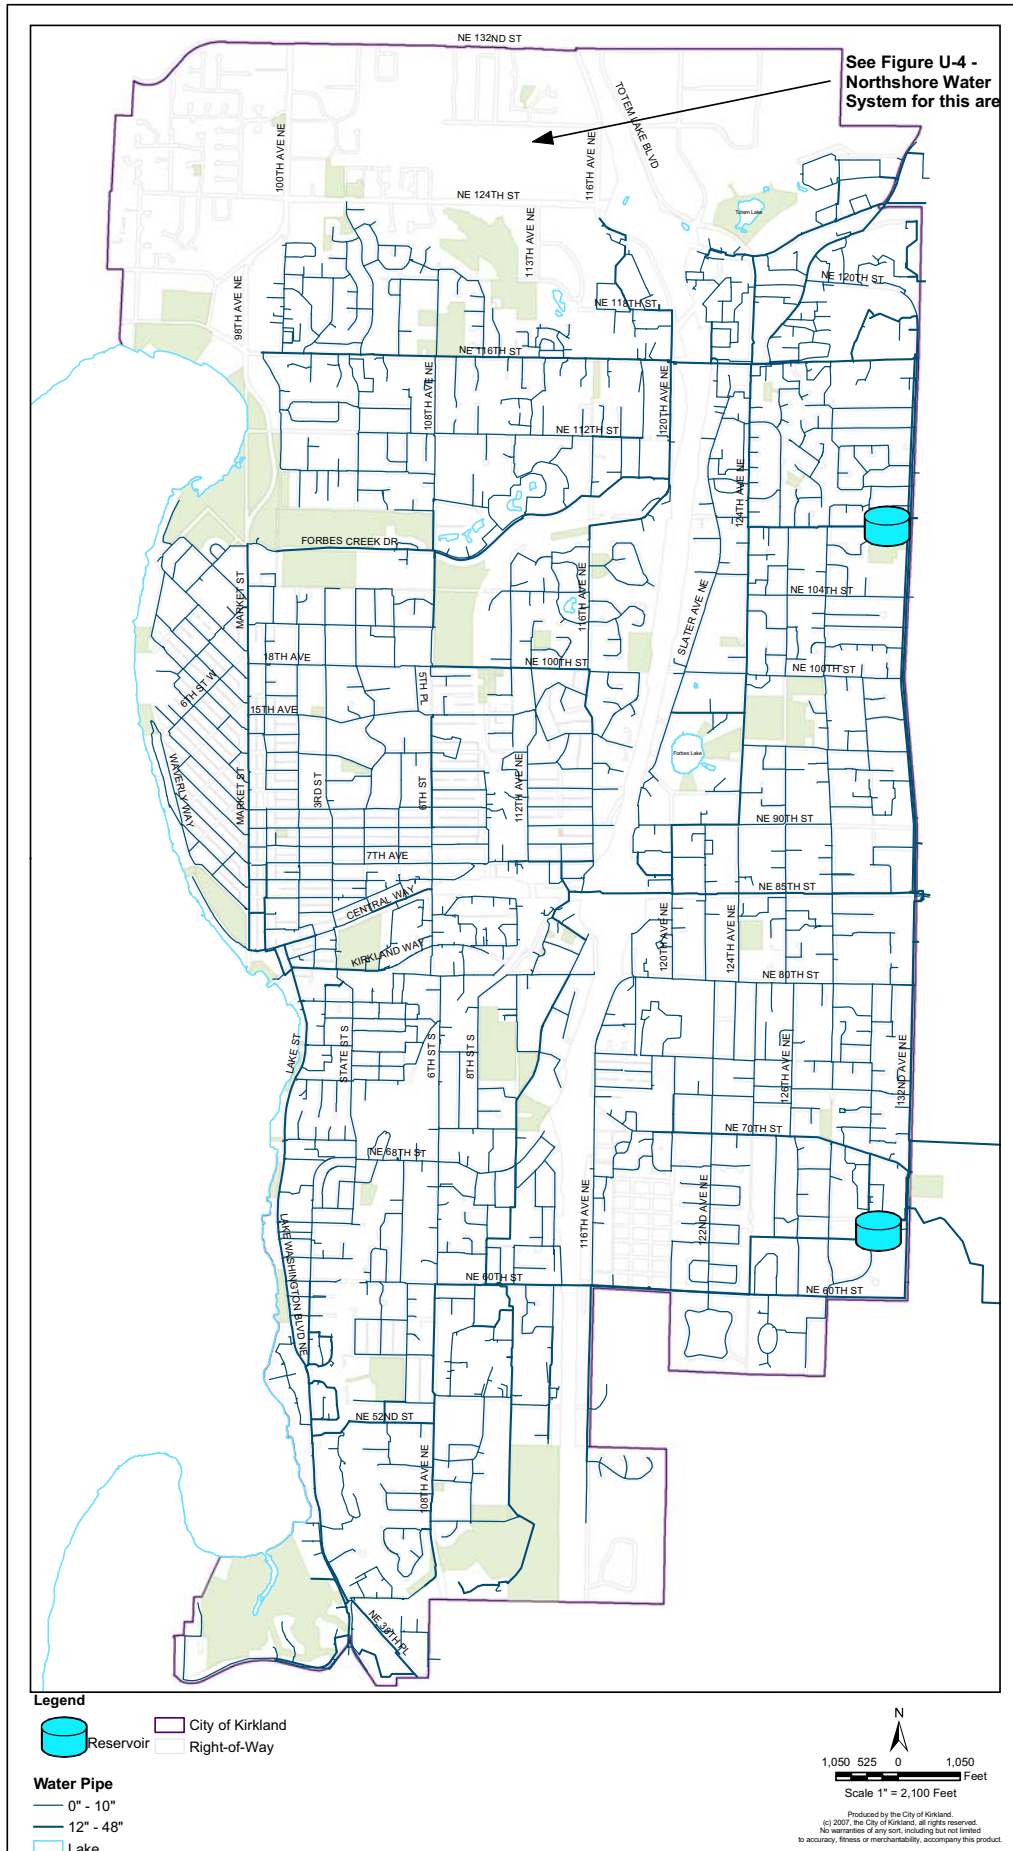 NE 132ND ST
See Figure U-4 -
Northshore Water
System for this are
TOTEM LAKE BLVD
100TH AVE NE
116TH AVE NE
NE 124TH ST
Totem Lake
113TH AVE NE
NE 120TH ST
98TH AVE NE
NE 118TH ST
NE 116TH ST
108TH AVE NE
120TH AVE NE
NE 112TH ST
124TH AVE NE
FORBES CREEK DR
MARKET ST
116TH AVE NE
SLATER AVE NE
NE 104TH ST
18TH AVE
NE 100TH ST
NE 100TH ST
6TH ST W
5TH PL
15TH AVE
WAVERLY WAY
MARKET ST
3RD ST
6TH ST
112TH AVE NE
Forbes Lake
NE 90TH ST
7TH AVE
NE 85TH ST
CENTRAL WAY
KIRKLAND WAY
120TH AVE NE
124TH AVE NE
NE 80TH ST
LAKE ST
STATE ST S
6TH ST S
8TH ST S
126TH AVE NE
132ND AVE NE
NE 70TH ST
NE 68TH ST
116TH AVE NE
122ND AVE NE
LAKE WASHINGTON BLVD NE
NE 60TH ST
NE 60TH ST
NE 52ND ST
108TH AVE NE
NE 38TH PL
Legend
Reservoir
City of Kirkland
Right-of-Way
Water Pipe
0" - 10"
12" - 48"
Lake
N
1,050 525 0 1,050
Feet
Scale 1" = 2,100 Feet
Produced by the City of Kirkland.
(c) 2007, the City of Kirkland, all rights reserved.
No warranties of any sort, including but not limited
to accuracy, fitness or merchantability, accompany this product.